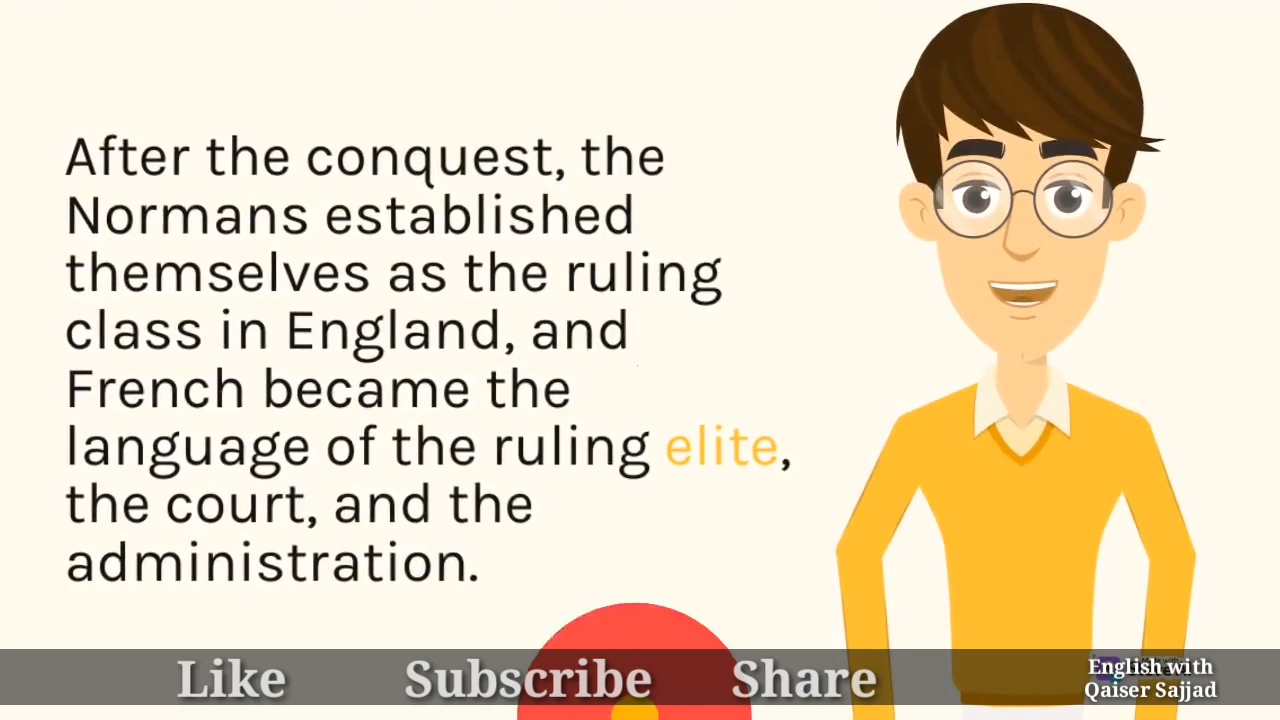 After the conquest, the
Normans established
themselves as the ruling
class in England, and
French became the
language of the ruling elite,
the court, and the
administration.
Like Subscribe Share
English with
Qaiser Sajjad